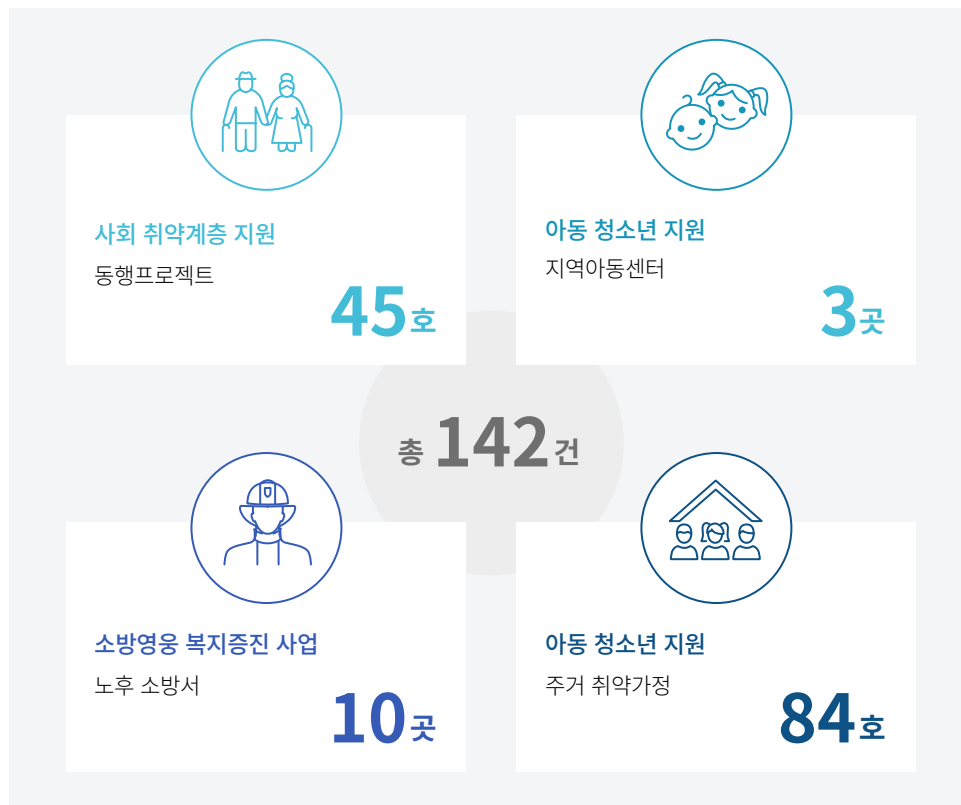 사회 취약계층 지원
동행프로젝트
45호
아동 청소년 지원
지역아동센터
3곳
총 142건
소방영웅 복지증진 사업
노후 소방서
10곳
아동 청소년 지원
주거 취약가정
84호